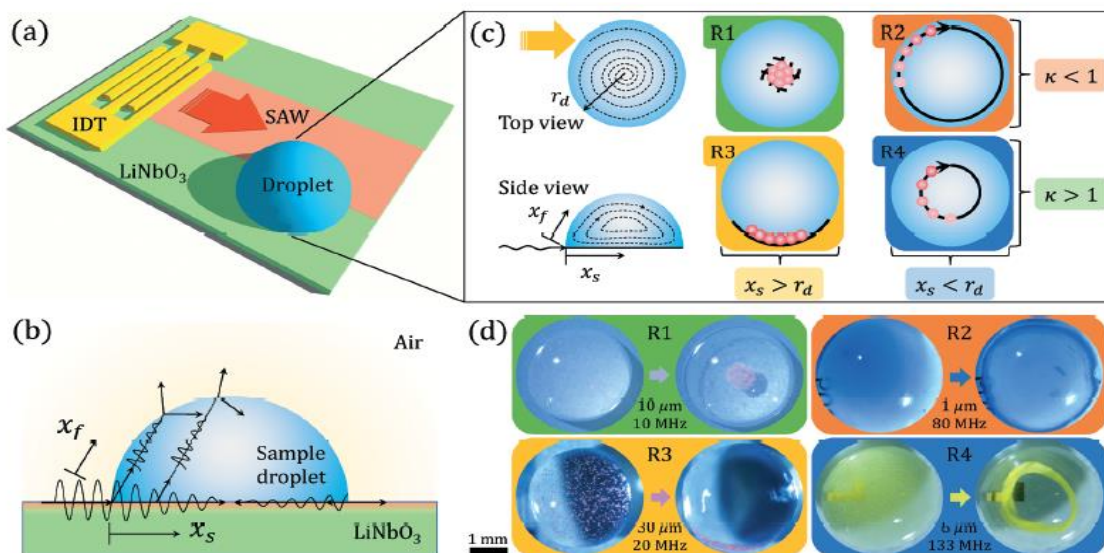 (a)
IDT
SAW
LiNbO₃
Droplet
(b)
Air
x_f
Sample
droplet
x_s
LiNbO₃
(c)
r_d
Top view
Side view
x_f
x_s
R1
R2
κ < 1
R3
R4
κ > 1
x_s > r_d
x_s < r_d
(d)
R1
10 μm
10 MHz
R2
1 μm
80 MHz
R3
30 μm
20 MHz
R4
6 μm
133 MHz
1 mm